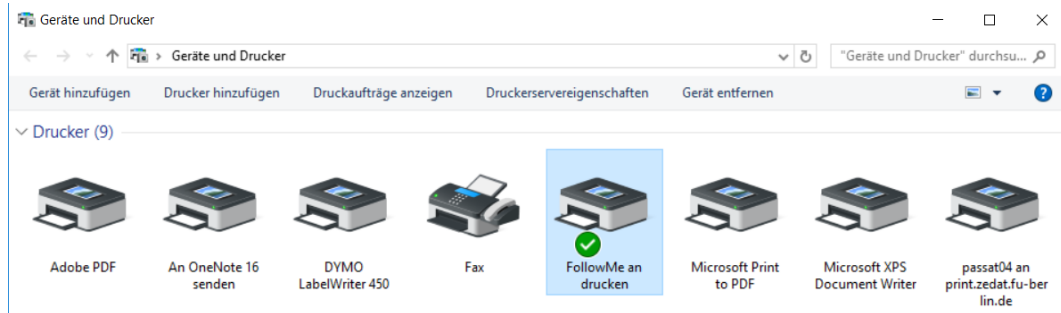 Geräte und Drucker
Geräte und Drucker
"Geräte und Drucker" durchsu...
Gerät hinzufügen Drucker hinzufügen Druckaufträge anzeigen Druckerservereigenschaften Gerät entfernen
Drucker (9)
Adobe PDF
An OneNote 16
senden
DYMO
LabelWriter 450
Fax
FollowMe an
drucken
Microsoft Print
to PDF
Microsoft XPS
Document Writer
passat04 an
print.zedat.fu-ber
lin.de